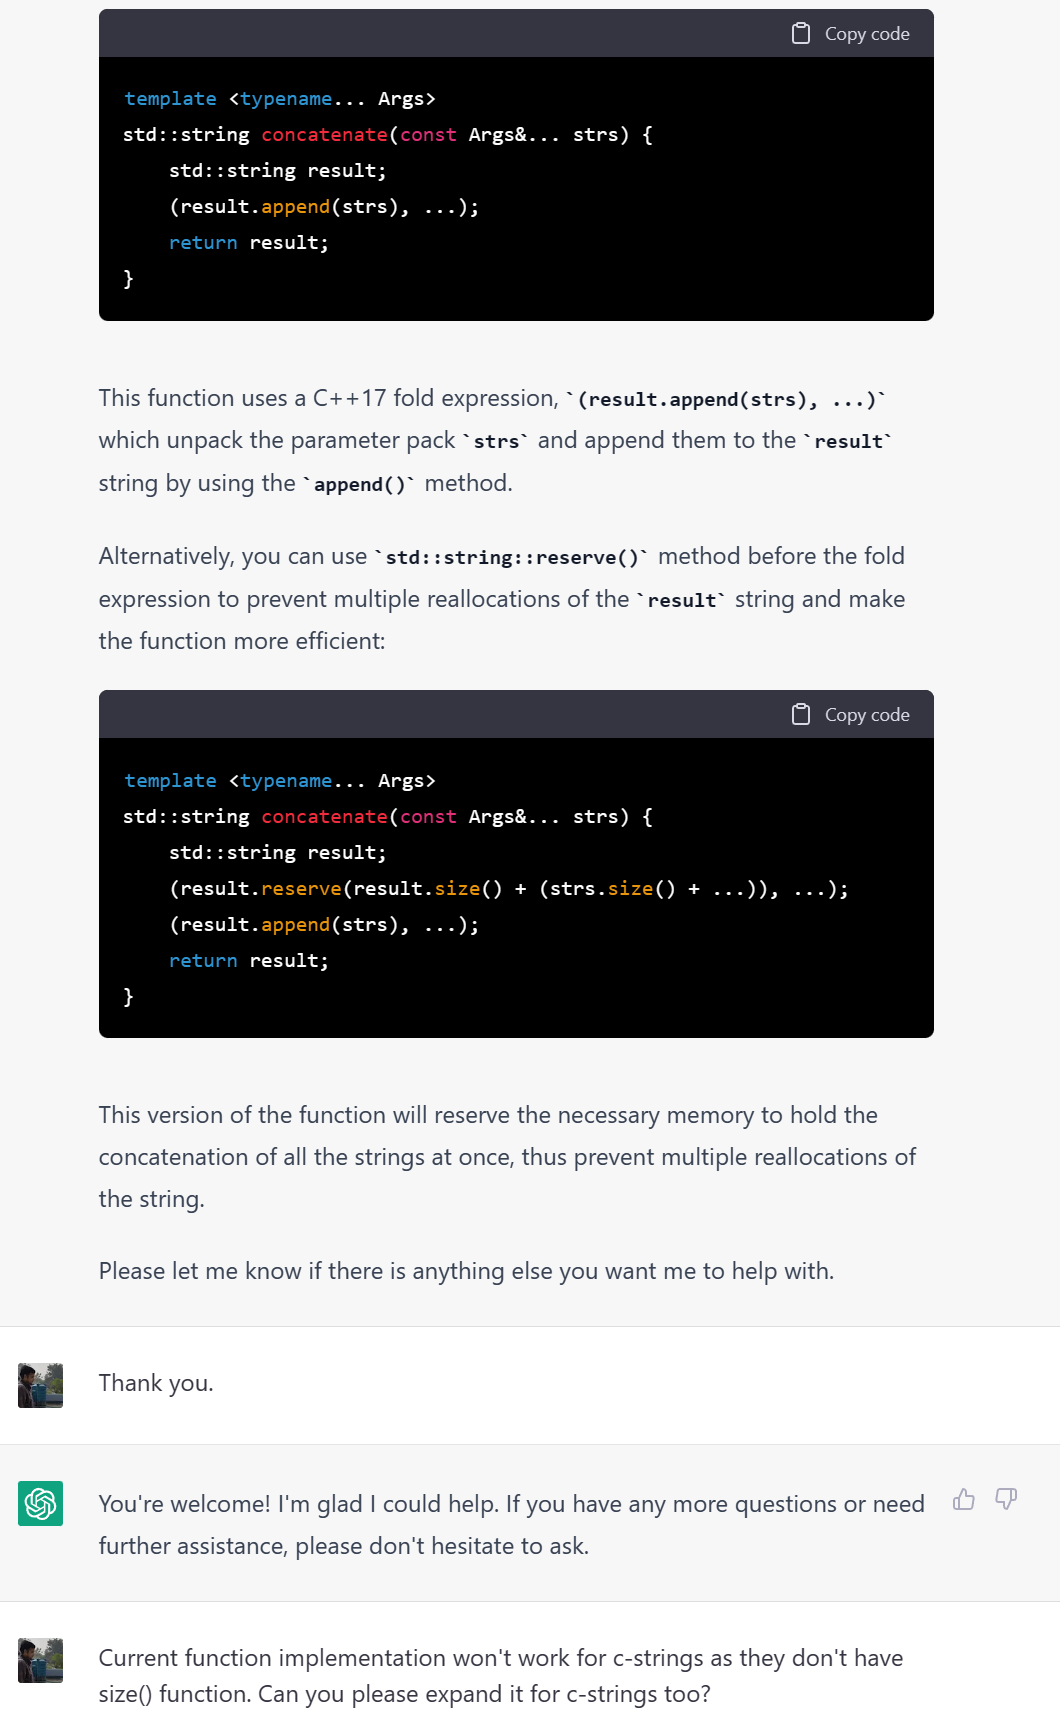 Copy code
template <typename... Args>
std::string concatenate(const Args&... strs) {
    std::string result;
    (result.append(strs), ...);
    return result;
}
This function uses a C++17 fold expression, `(result.append(strs), ...)`
which unpack the parameter pack `strs` and append them to the `result`
string by using the `append()` method.
Alternatively, you can use `std::string::reserve()` method before the fold
expression to prevent multiple reallocations of the `result` string and make
the function more efficient:
Copy code
template <typename... Args>
std::string concatenate(const Args&... strs) {
    std::string result;
    (result.reserve(result.size() + (strs.size() + ...)), ...);
    (result.append(strs), ...);
    return result;
}
This version of the function will reserve the necessary memory to hold the
concatenation of all the strings at once, thus prevent multiple reallocations of
the string.
Please let me know if there is anything else you want me to help with.
Thank you.
You're welcome! I'm glad I could help. If you have any more questions or need
further assistance, please don't hesitate to ask.
Current function implementation won't work for c-strings as they don't have
size() function. Can you please expand it for c-strings too?